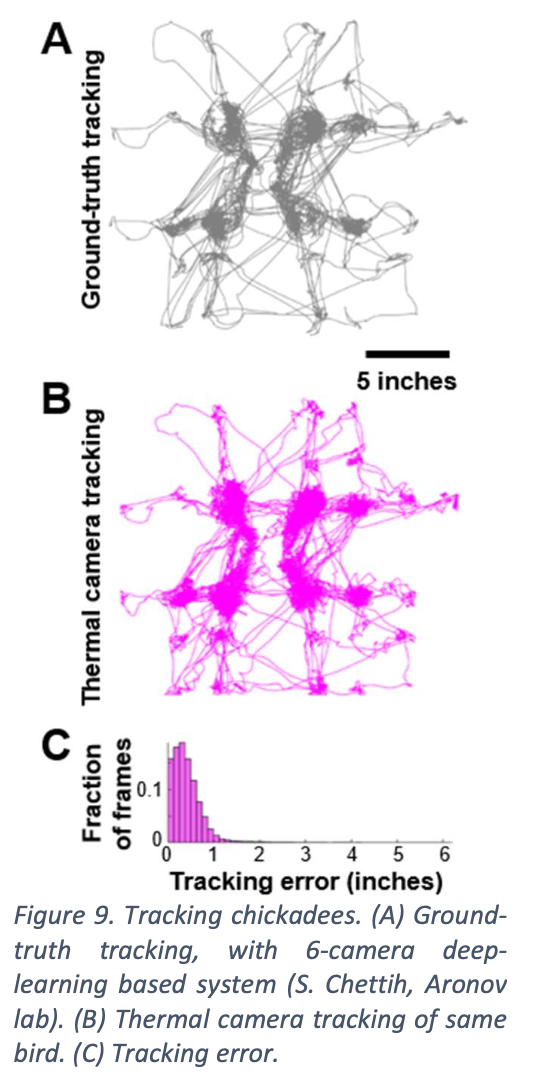 A
Ground-truth tracking
5 inches
B
Thermal camera tracking
C
Fraction
of frames
0.1
0
0 1 2 3 4 5 6
Tracking error (inches)
Figure 9. Tracking chickadees. (A) Ground-
truth tracking, with 6-camera deep-
learning based system (S. Chettih, Aronov
lab). (B) Thermal camera tracking of same
bird. (C) Tracking error.